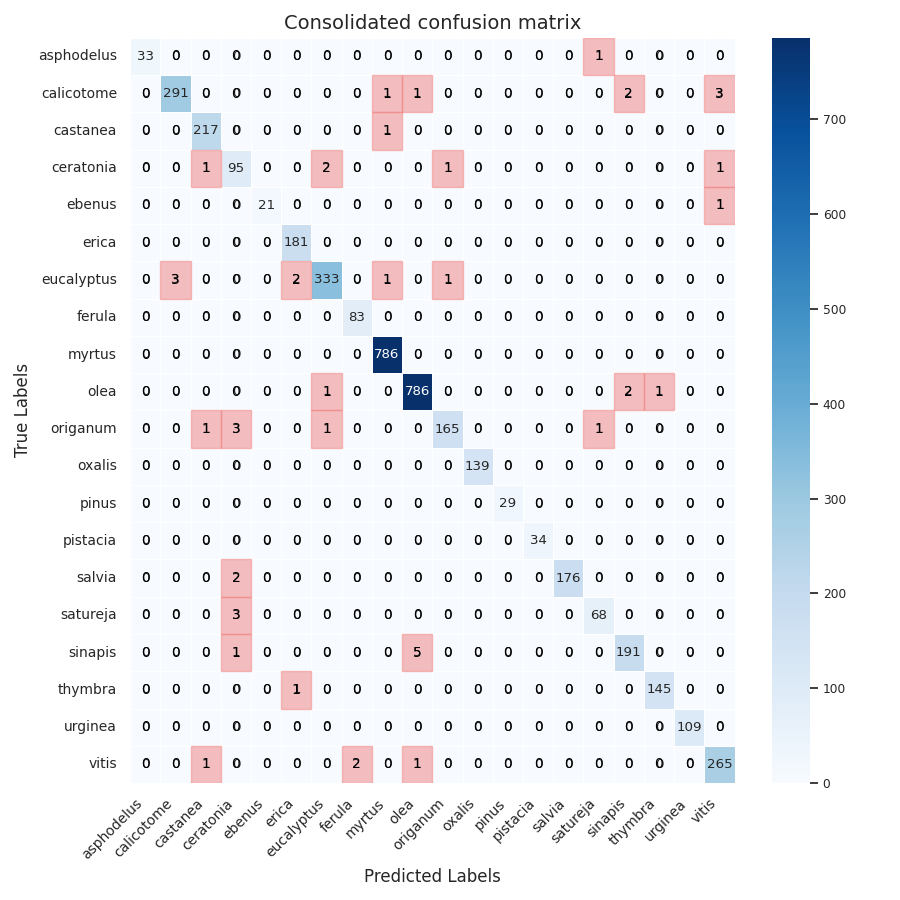 Consolidated confusion matrix
asphodelus 33 0 0 0 0 0 0 0 0 0 0 0 0 0 0 1 0 0 0 0
calicotome 0 291 0 0 0 0 0 0 1 1 0 0 0 0 0 0 2 0 0 3
700
castanea 0 0 217 0 0 0 0 0 1 0 0 0 0 0 0 0 0 0 0 0
ceratonia 0 0 1 95 0 0 2 0 0 0 1 0 0 0 0 0 0 0 0 1
ebenus 0 0 0 0 21 0 0 0 0 0 0 0 0 0 0 0 0 0 0 1
600
erica 0 0 0 0 0 181 0 0 0 0 0 0 0 0 0 0 0 0 0 0
eucalyptus 0 3 0 0 0 2 333 0 1 0 1 0 0 0 0 0 0 0 0 0
500
ferula 0 0 0 0 0 0 0 83 0 0 0 0 0 0 0 0 0 0 0 0
myrtus 0 0 0 0 0 0 0 0 786 0 0 0 0 0 0 0 0 0 0 0
olea 0 0 0 0 0 0 1 0 0 786 0 0 0 0 0 0 2 1 0 0
400
True Labels
origanum 0 0 1 3 0 0 1 0 0 0 165 0 0 0 0 1 0 0 0 0
oxalis 0 0 0 0 0 0 0 0 0 0 0 139 0 0 0 0 0 0 0 0
300
pinus 0 0 0 0 0 0 0 0 0 0 0 0 29 0 0 0 0 0 0 0
pistacia 0 0 0 0 0 0 0 0 0 0 0 0 0 34 0 0 0 0 0 0
salvia 0 0 0 2 0 0 0 0 0 0 0 0 0 0 176 0 0 0 0 0
200
satureja 0 0 0 3 0 0 0 0 0 0 0 0 0 0 0 68 0 0 0 0
sinapis 0 0 0 1 0 0 0 0 0 5 0 0 0 0 0 0 191 0 0 0
thymbra 0 0 0 0 0 1 0 0 0 0 0 0 0 0 0 0 0 145 0 0
100
urginea 0 0 0 0 0 0 0 0 0 0 0 0 0 0 0 0 0 0 109 0
vitis 0 0 1 0 0 0 0 2 0 1 0 0 0 0 0 0 0 0 0 265
0
asphodelus calicotome castanea ceratonia ebenus erica eucalyptus ferula myrtus olea origanum oxalis pinus pistacia salvia satureja sinapis thymbra urginea vitis
Predicted Labels